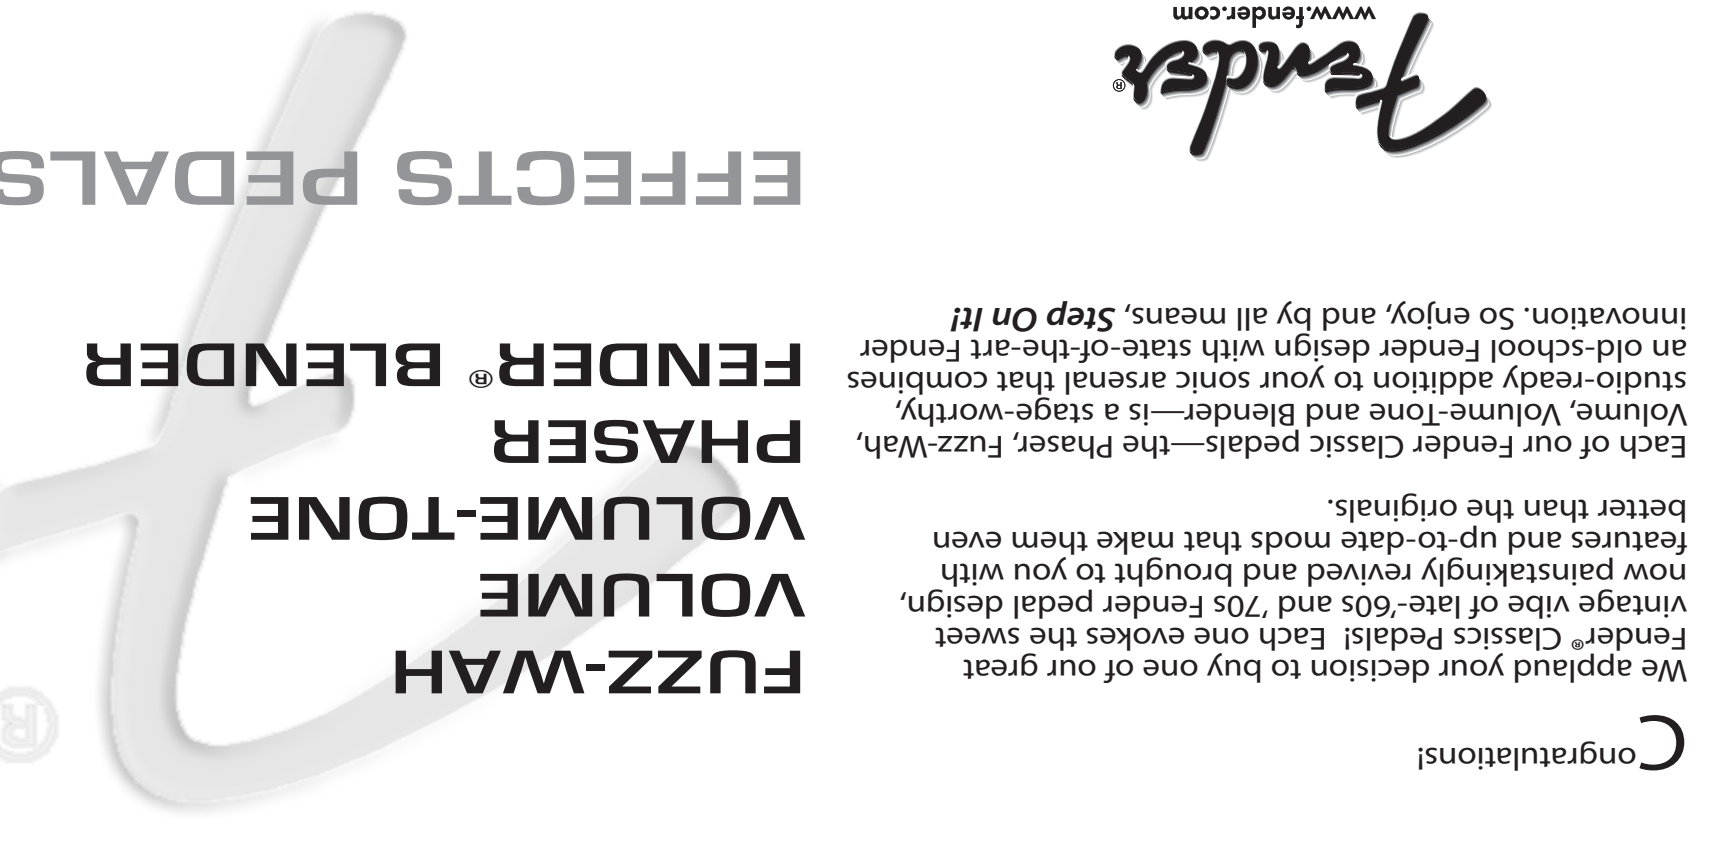 Congratulations!
We applaud your decision to buy one of our great
Fender® Classics Pedals! Each one evokes the sweet
vintage vibe of late-’60s and ’70s Fender pedal design,
now painstakingly revived and brought to you with
features and up-to-date mods that make them even
better than the originals.
Each of our Fender Classic pedals—the Phaser, Fuzz-Wah,
Volume, Volume-Tone and Blender—is a stage-worthy,
studio-ready addition to your sonic arsenal that combines
an old-school Fender design with state-of-the-art Fender
innovation. So enjoy, and by all means, Step On It!
Fender®
www.fender.com
FUZZ-WAH
VOLUME
VOLUME-TONE
PHASER
FENDER® BLENDER
EFFECTS PEDALS
®